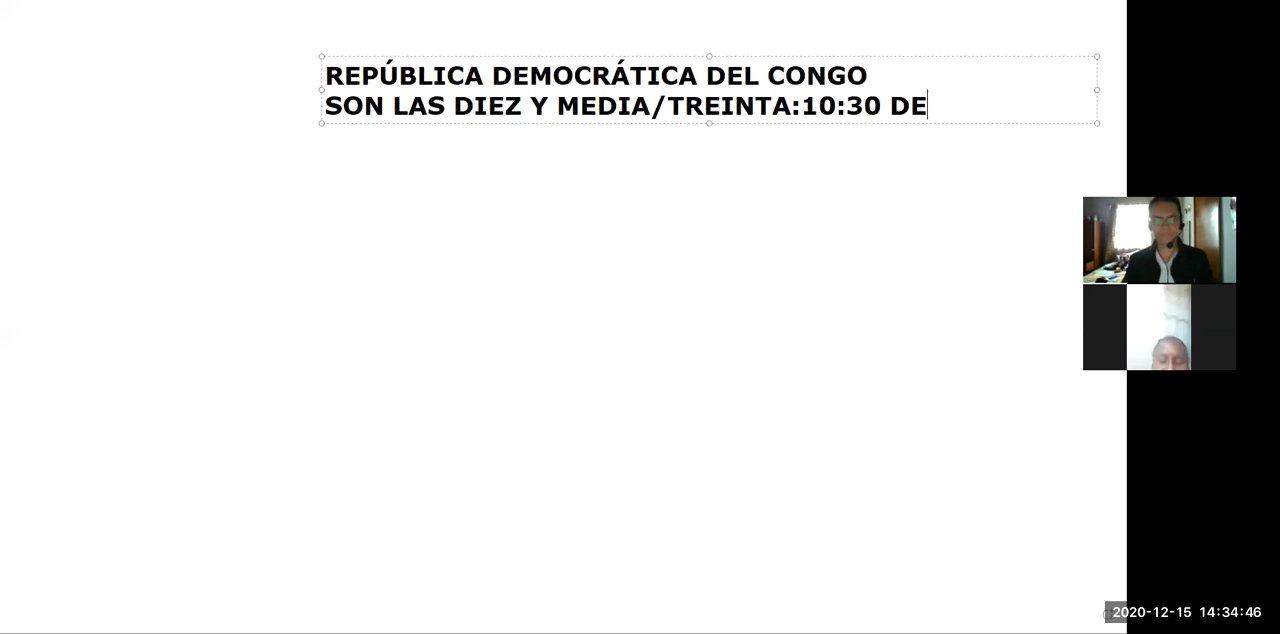 REPÚBLICA DEMOCRÁTICA DEL CONGO
SON LAS DIEZ Y MEDIA/TREINTA:10:30 DE
2020-12-15 14:34:46